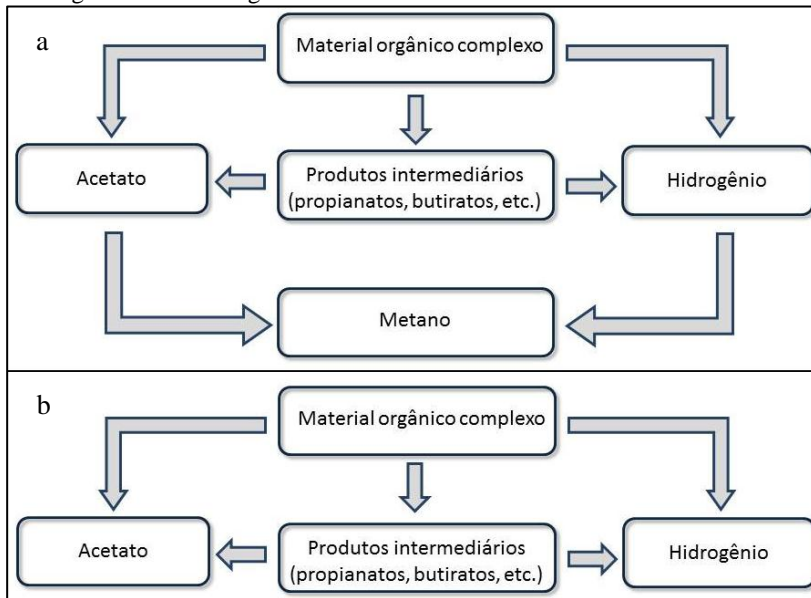 a
Material orgânico complexo
Acetato
Produtos intermediários
(propianatos, butiratos, etc.)
Hidrogênio
Metano
b
Material orgânico complexo
Acetato
Produtos intermediários
(propianatos, butiratos, etc.)
Hidrogênio